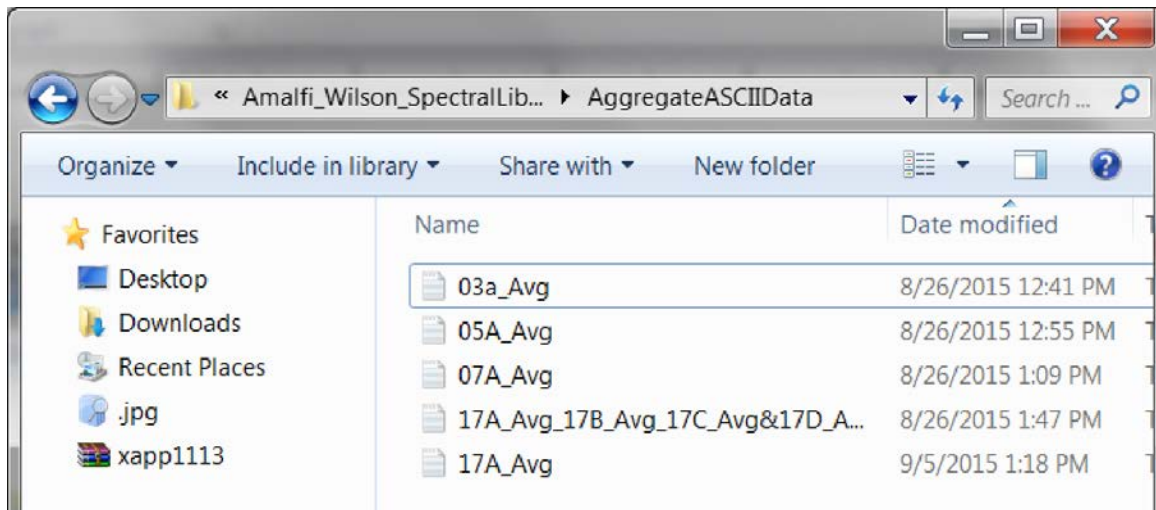 « Amalfi_Wilson_SpectralLib... ▸ AggregateASCIIData Search ...
Organize Include in library Share with New folder
Favorites Name Date modified
Desktop 03a_Avg 8/26/2015 12:41 PM
Downloads 05A_Avg 8/26/2015 12:55 PM
Recent Places 07A_Avg 8/26/2015 1:09 PM
.jpg 17A_Avg_17B_Avg_17C_Avg&17D_A... 8/26/2015 1:47 PM
xapp1113 17A_Avg 9/5/2015 1:18 PM